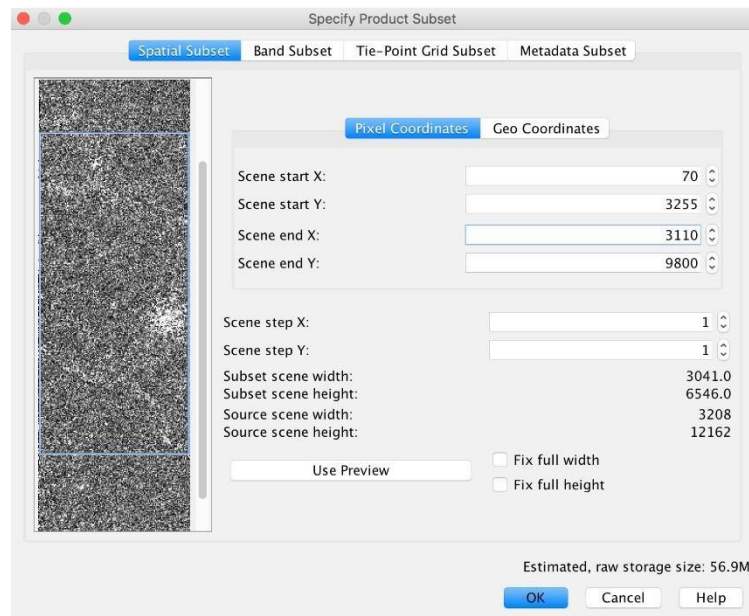 Specify Product Subset
Spatial Subset Band Subset Tie-Point Grid Subset Metadata Subset
Pixel Coordinates Geo Coordinates
Scene start X: 70
Scene start Y: 3255
Scene end X: 3110
Scene end Y: 9800
Scene step X: 1
Scene step Y: 1
Subset scene width: 3041.0
Subset scene height: 6546.0
Source scene width: 3208
Source scene height: 12162
Use Preview
Fix full width
Fix full height
Estimated, raw storage size: 56.9M
OK Cancel Help